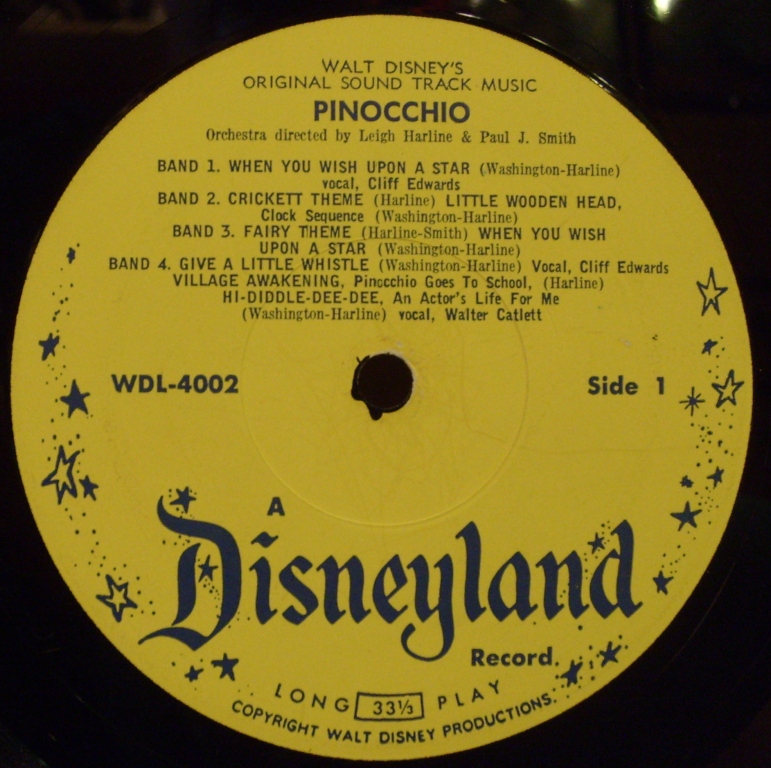 WALT DISNEY'S
ORIGINAL SOUND TRACK MUSIC
PINOCCHIO
Orchestra directed by Leigh Harline & Paul J. Smith
BAND 1. WHEN YOU WISH UPON A STAR (Washington-Harline)
vocal, Cliff Edwards
BAND 2. CRICKETT THEME (Harline) LITTLE WOODEN HEAD,
Clock Sequence (Washington-Harline)
BAND 3. FAIRY THEME (Harline-Smith) WHEN YOU WISH
UPON A STAR (Washington-Harline)
BAND 4. GIVE A LITTLE WHISTLE (Washington-Harline) Vocal, Cliff Edwards
VILLAGE AWAKENING, Pinocchio Goes To School, (Harline)
HI-DIDDLE-DEE-DEE, An Actor's Life For Me
(Washington-Harline) vocal, Walter Catlett
WDL-4002 Side 1
A
Disneyland
Record.
LONG 33⅓ PLAY
COPYRIGHT WALT DISNEY PRODUCTIONS.